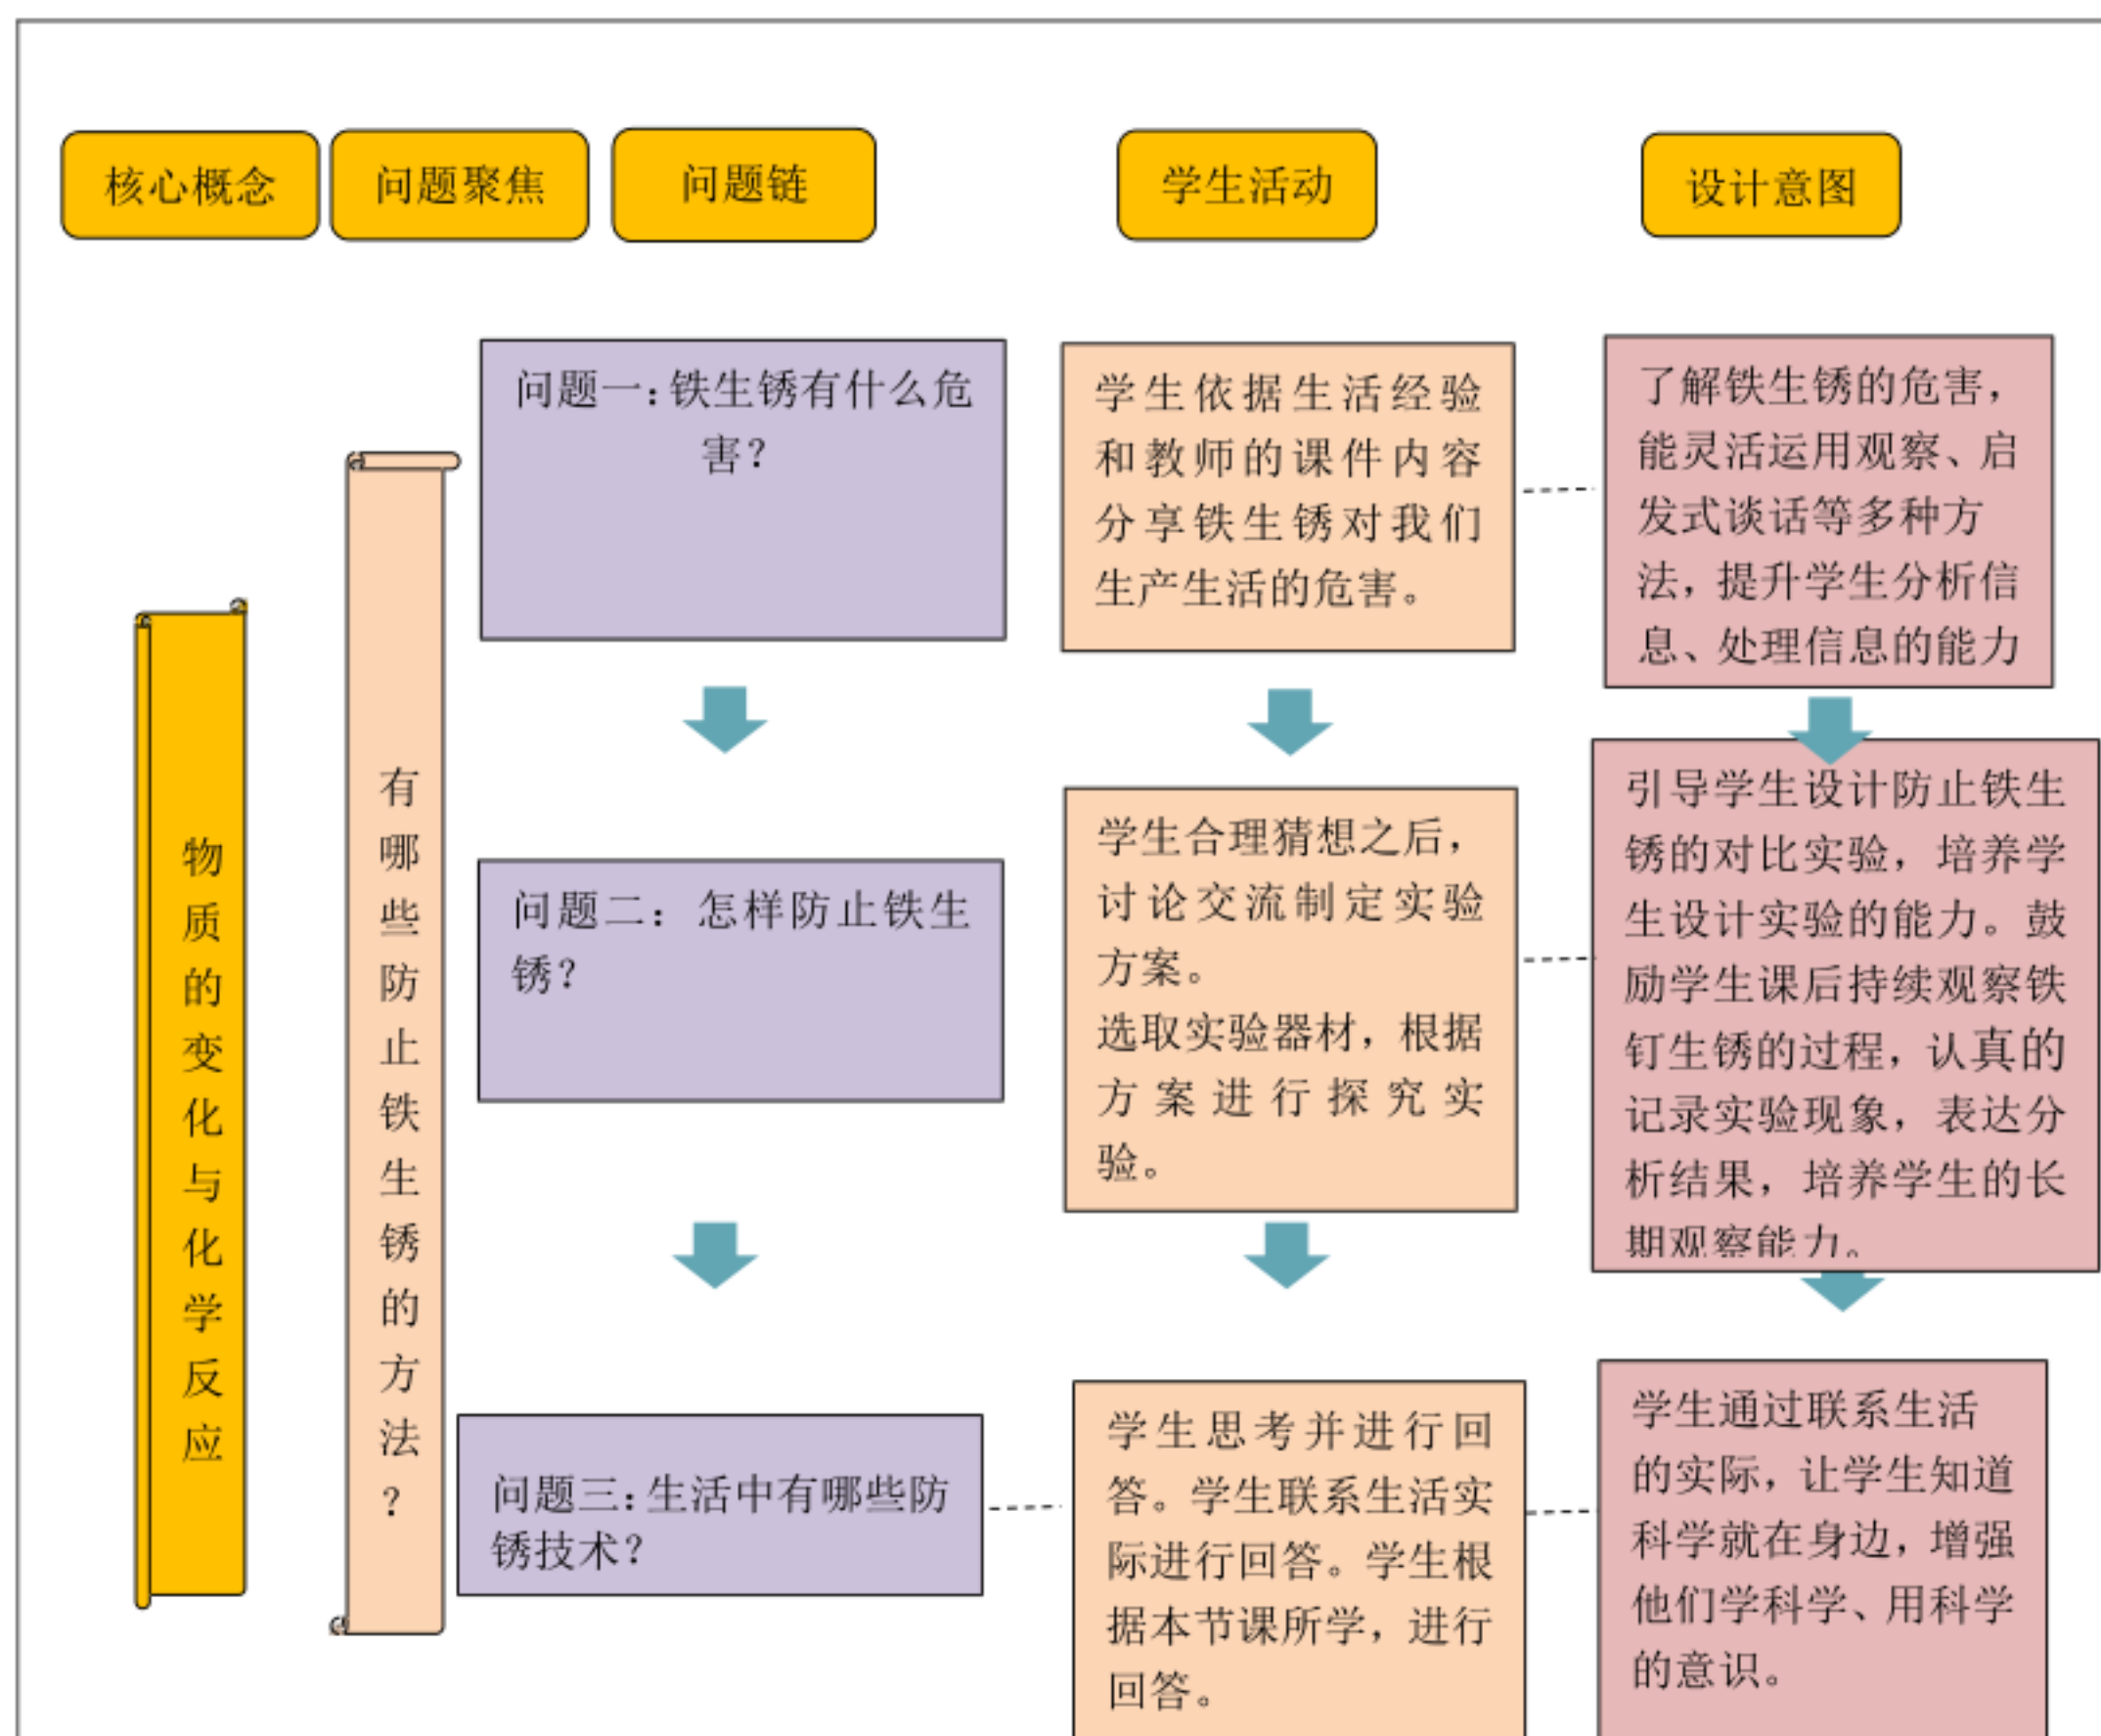 核心概念
问题聚焦
问题链
学生活动
设计意图
物质的变化与化学反应
有哪些防止铁生锈的方法?
问题一:铁生锈有什么危
害?
学生依据生活经验
和教师的课件内容
分享铁生锈对我们
生产生活的危害。
了解铁生锈的危害,
能灵活运用观察、启
发式谈话等多种方
法,提升学生分析信
息、处理信息的能力
问题二:怎样防止铁生
锈?
学生合理猜想之后,
讨论交流制定实验
方案。
选取实验器材,根据
方案进行探究实
验。
引导学生设计防止铁生
锈的对比实验,培养学
生设计实验的能力。鼓
励学生课后持续观察铁
钉生锈的过程,认真的
记录实验现象,表达分
析结果,培养学生的长
期观察能力。
问题三:生活中有哪些防
锈技术?
学生思考并进行回
答。学生联系生活实
际进行回答。学生根
据本节课所学,进行
回答。
学生通过联系生活
的实际,让学生知道
科学就在身边,增强
他们学科学、用科学
的意识。